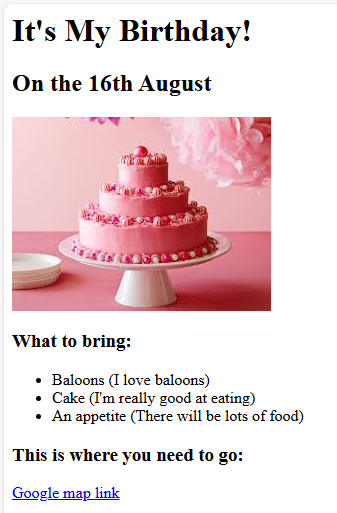 It's My Birthday!
On the 16th August
What to bring:
Baloons (I love baloons)
Cake (I'm really good at eating)
An appetite (There will be lots of food)
This is where you need to go:
Google map link